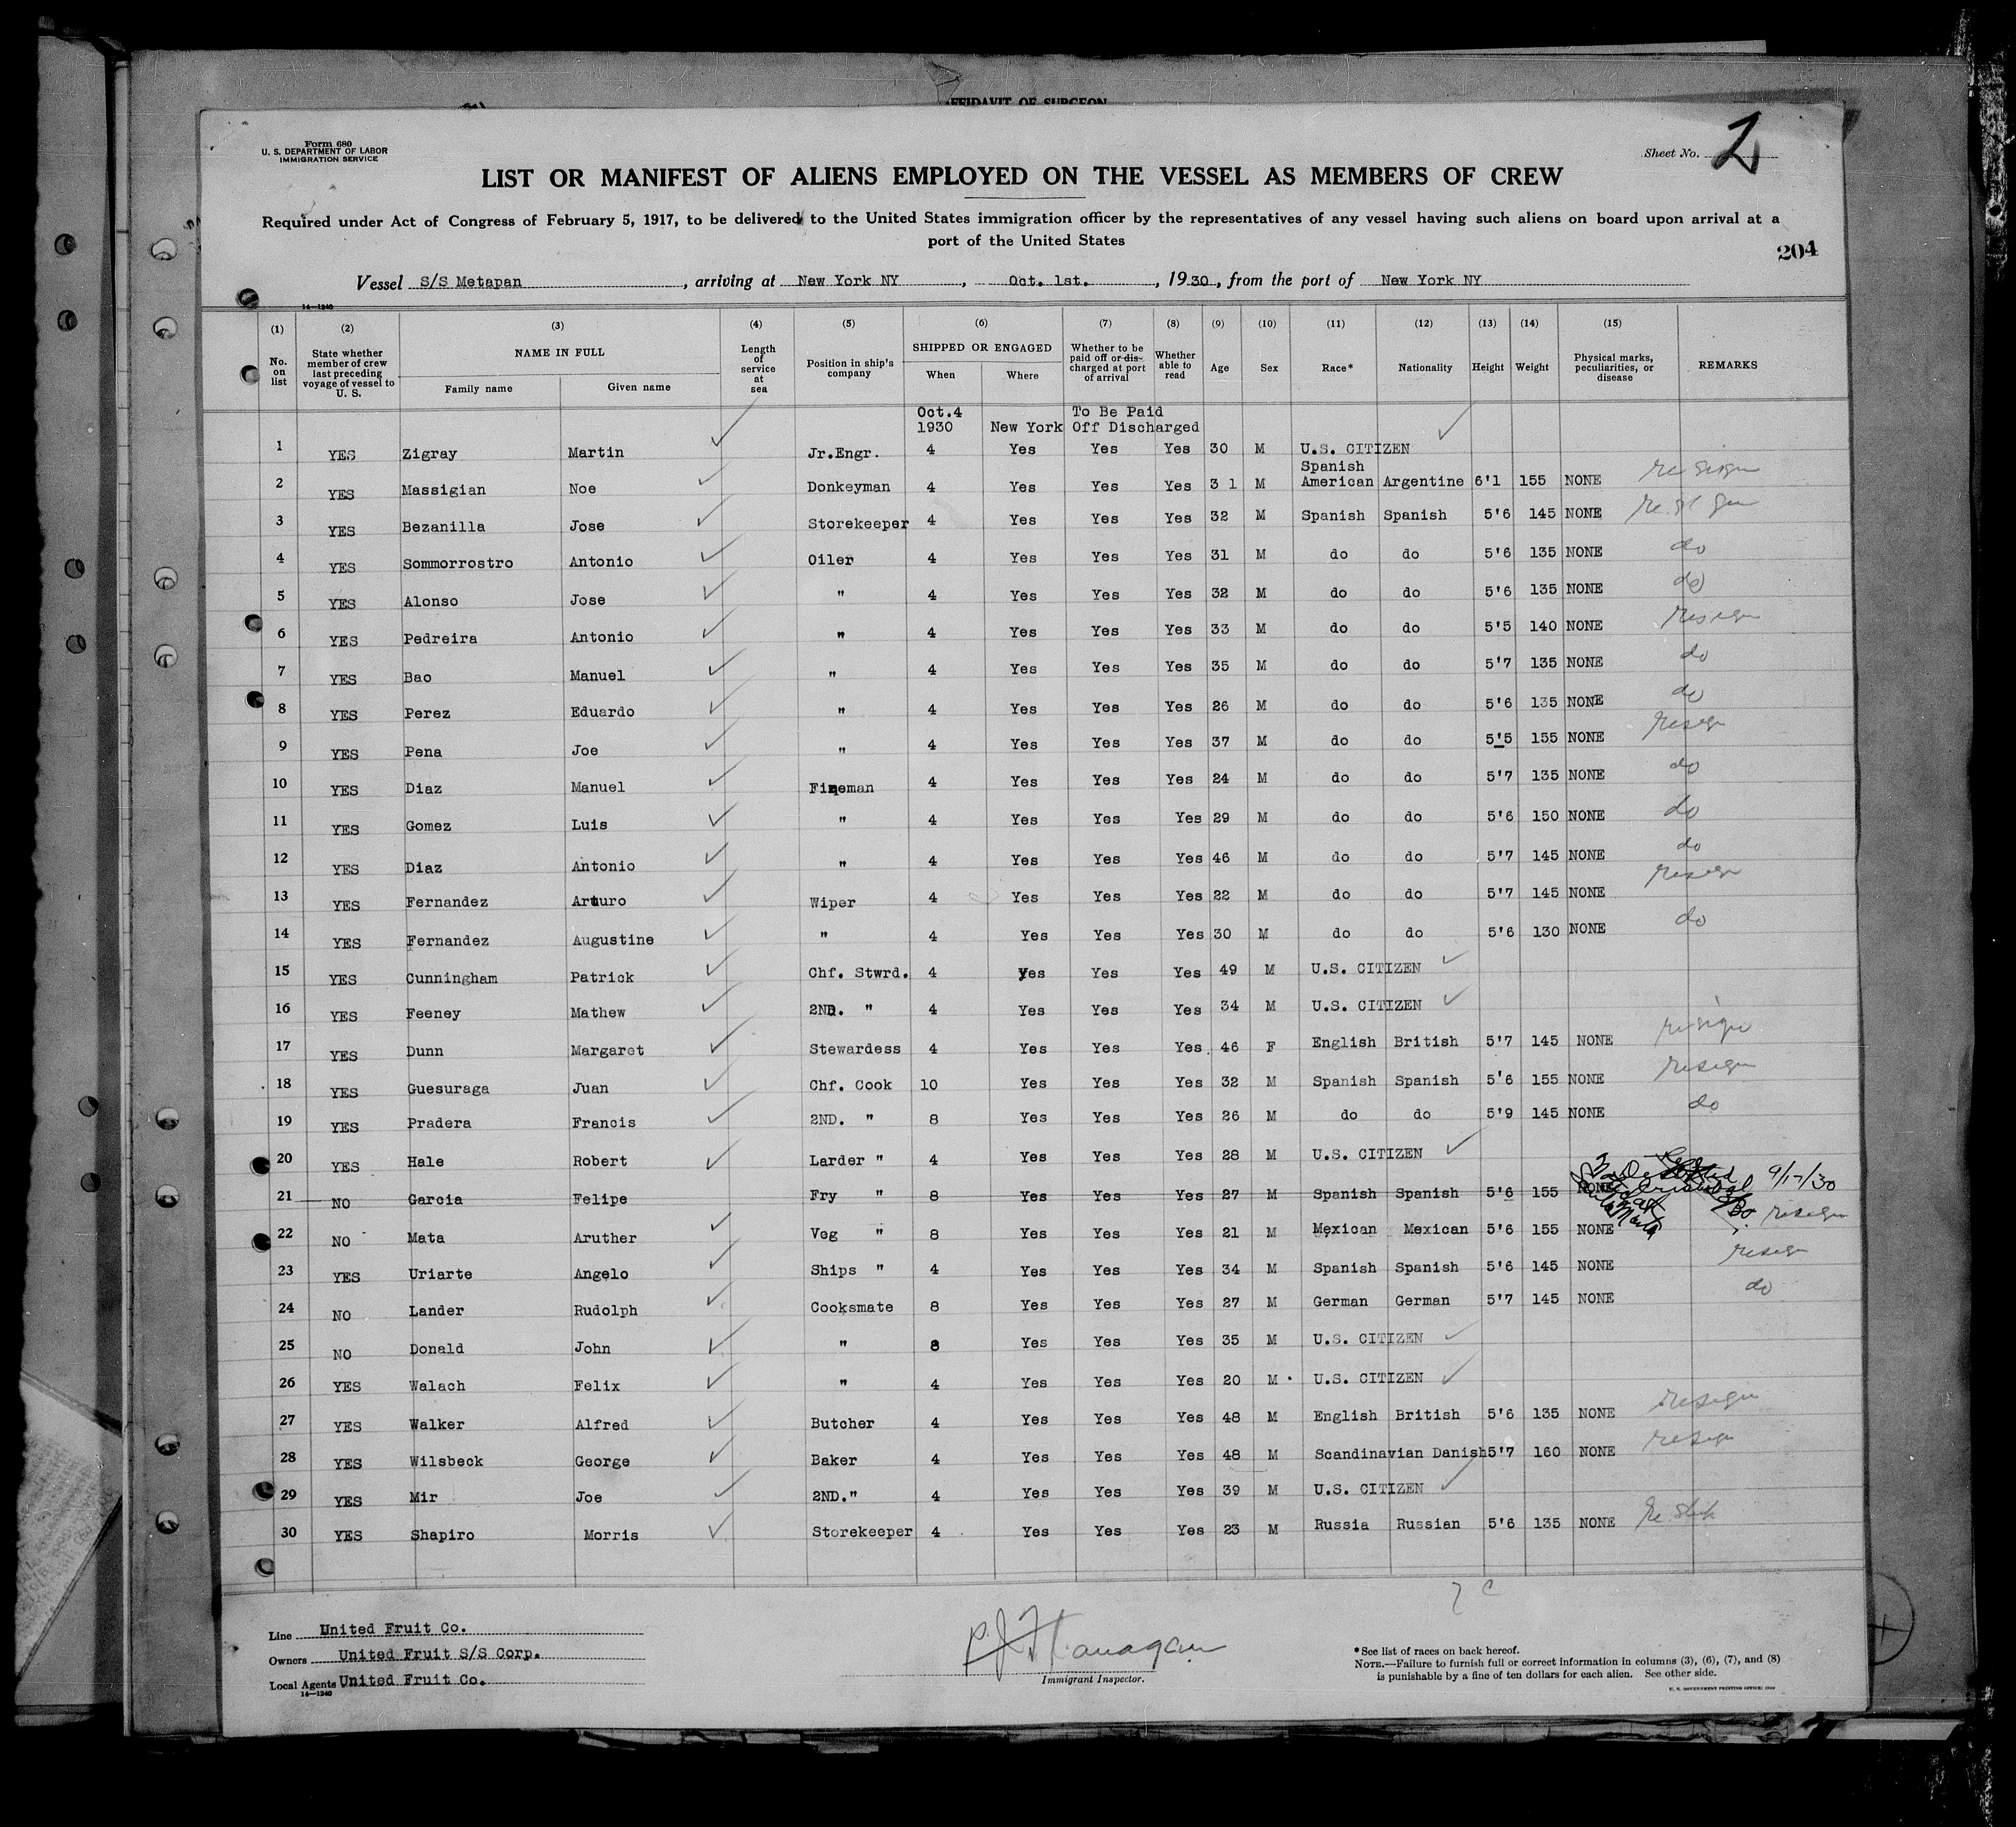 FFIDAVIT OF SURGEON
Form 680
U. S. DEPARTMENT OF LABOR
IMMIGRATION SERVICE
Sheet No. 2
LIST OR MANIFEST OF ALIENS EMPLOYED ON THE VESSEL AS MEMBERS OF CREW
Required under Act of Congress of February 5, 1917, to be delivered to the United States immigration officer by the representatives of any vessel having such aliens on board upon arrival at a
port of the United States
204
Vessel S/S Metapan, arriving at New York NY, Oct. 1st., 1930, from the port of New York NY
14—1240
(1) (2) (3) (4) (5) (6) (7) (8) (9) (10) (11) (12) (13) (14) (15)
No. on list
State whether member of crew last preceding voyage of vessel to U. S.
NAME IN FULL
Family name Given name
Length of service at sea
Position in ship's company
SHIPPED OR ENGAGED
When Where
Whether to be paid off or discharged at port of arrival
Whether able to read
Age Sex Race* Nationality Height Weight
Physical marks, peculiarities, or disease
REMARKS
Oct.4 To Be Paid
1930 New York Off Discharged
1 YES Zigray Martin Jr.Engr. 4 Yes Yes Yes 30 M U.S. CITIZEN
2 YES Massigian Noe Donkeyman 4 Yes Yes Yes 3 1 M Spanish American Argentine 6'1 155 NONE resign
3 YES Bezanilla Jose Storekeeper 4 Yes Yes Yes 32 M Spanish Spanish 5'6 145 NONE resign
4 YES Sommorrostro Antonio Oiler 4 Yes Yes Yes 31 M do do 5'6 135 NONE do
5 YES Alonso Jose " 4 Yes Yes Yes 32 M do do 5'6 135 NONE do
6 YES Pedreira Antonio " 4 Yes Yes Yes 33 M do do 5'5 140 NONE resign
7 YES Bao Manuel " 4 Yes Yes Yes 35 M do do 5'7 135 NONE do
8 YES Perez Eduardo " 4 Yes Yes Yes 26 M do do 5'6 135 NONE do
9 YES Pena Joe " 4 Yes Yes Yes 37 M do do 5'5 155 NONE resign
10 YES Diaz Manuel Fireman 4 Yes Yes Yes 24 M do do 5'7 135 NONE do
11 YES Gomez Luis " 4 Yes Yes Yes 29 M do do 5'6 150 NONE do
12 YES Diaz Antonio " 4 Yes Yes Yes 46 M do do 5'7 145 NONE do
13 YES Fernandez Arturo Wiper 4 Yes Yes Yes 22 M do do 5'7 145 NONE resign
14 YES Fernandez Augustine " 4 Yes Yes Yes 30 M do do 5'6 130 NONE do
15 YES Cunningham Patrick Chf. Stwrd. 4 Yes Yes Yes 49 M U.S. CITIZEN
16 YES Feeney Mathew 2ND. " 4 Yes Yes Yes 34 M U.S. CITIZEN
17 YES Dunn Margaret Stewardess 4 Yes Yes Yes 46 F English British 5'7 145 NONE resign
18 YES Guesuraga Juan Chf. Cook 10 Yes Yes Yes 32 M Spanish Spanish 5'6 155 NONE resign
19 YES Pradera Francis 2ND. " 8 Yes Yes Yes 26 M do do 5'9 145 NONE do
20 YES Hale Robert Larder " 4 Yes Yes Yes 28 M U.S. CITIZEN
21 NO Garcia Felipe Fry " 8 Yes Yes Yes 27 M Spanish Spanish 5'6 155 NONE 9/17/30
22 NO Mata Aruther Veg " 8 Yes Yes Yes 21 M Mexican Mexican 5'6 155 NONE resign
23 YES Uriarte Angelo Ships " 4 Yes Yes Yes 34 M Spanish Spanish 5'6 145 NONE resign
24 NO Lander Rudolph Cooksmate 8 Yes Yes Yes 27 M German German 5'7 145 NONE do
25 NO Donald John " 8 Yes Yes Yes 35 M U.S. CITIZEN
26 YES Walach Felix " 4 Yes Yes Yes 20 M U.S. CITIZEN
27 YES Walker Alfred Butcher 4 Yes Yes Yes 48 M English British 5'6 135 NONE resign
28 YES Wilsbeck George Baker 4 Yes Yes Yes 48 M Scandinavian Danish 5'7 160 NONE resign
29 YES Mir Joe 2ND." 4 Yes Yes Yes 39 M U.S. CITIZEN
30 YES Shapiro Morris Storekeeper 4 Yes Yes Yes 23 M Russia Russian 5'6 135 NONE
Line United Fruit Co.
Owners United Fruit S/S Corp.
Local Agents United Fruit Co.
14—1240
P. J. Flanagan
Immigrant Inspector.
*See list of races on back hereof.
NOTE.—Failure to furnish full or correct information in columns (3), (6), (7), and (8)
is punishable by a fine of ten dollars for each alien. See other side.